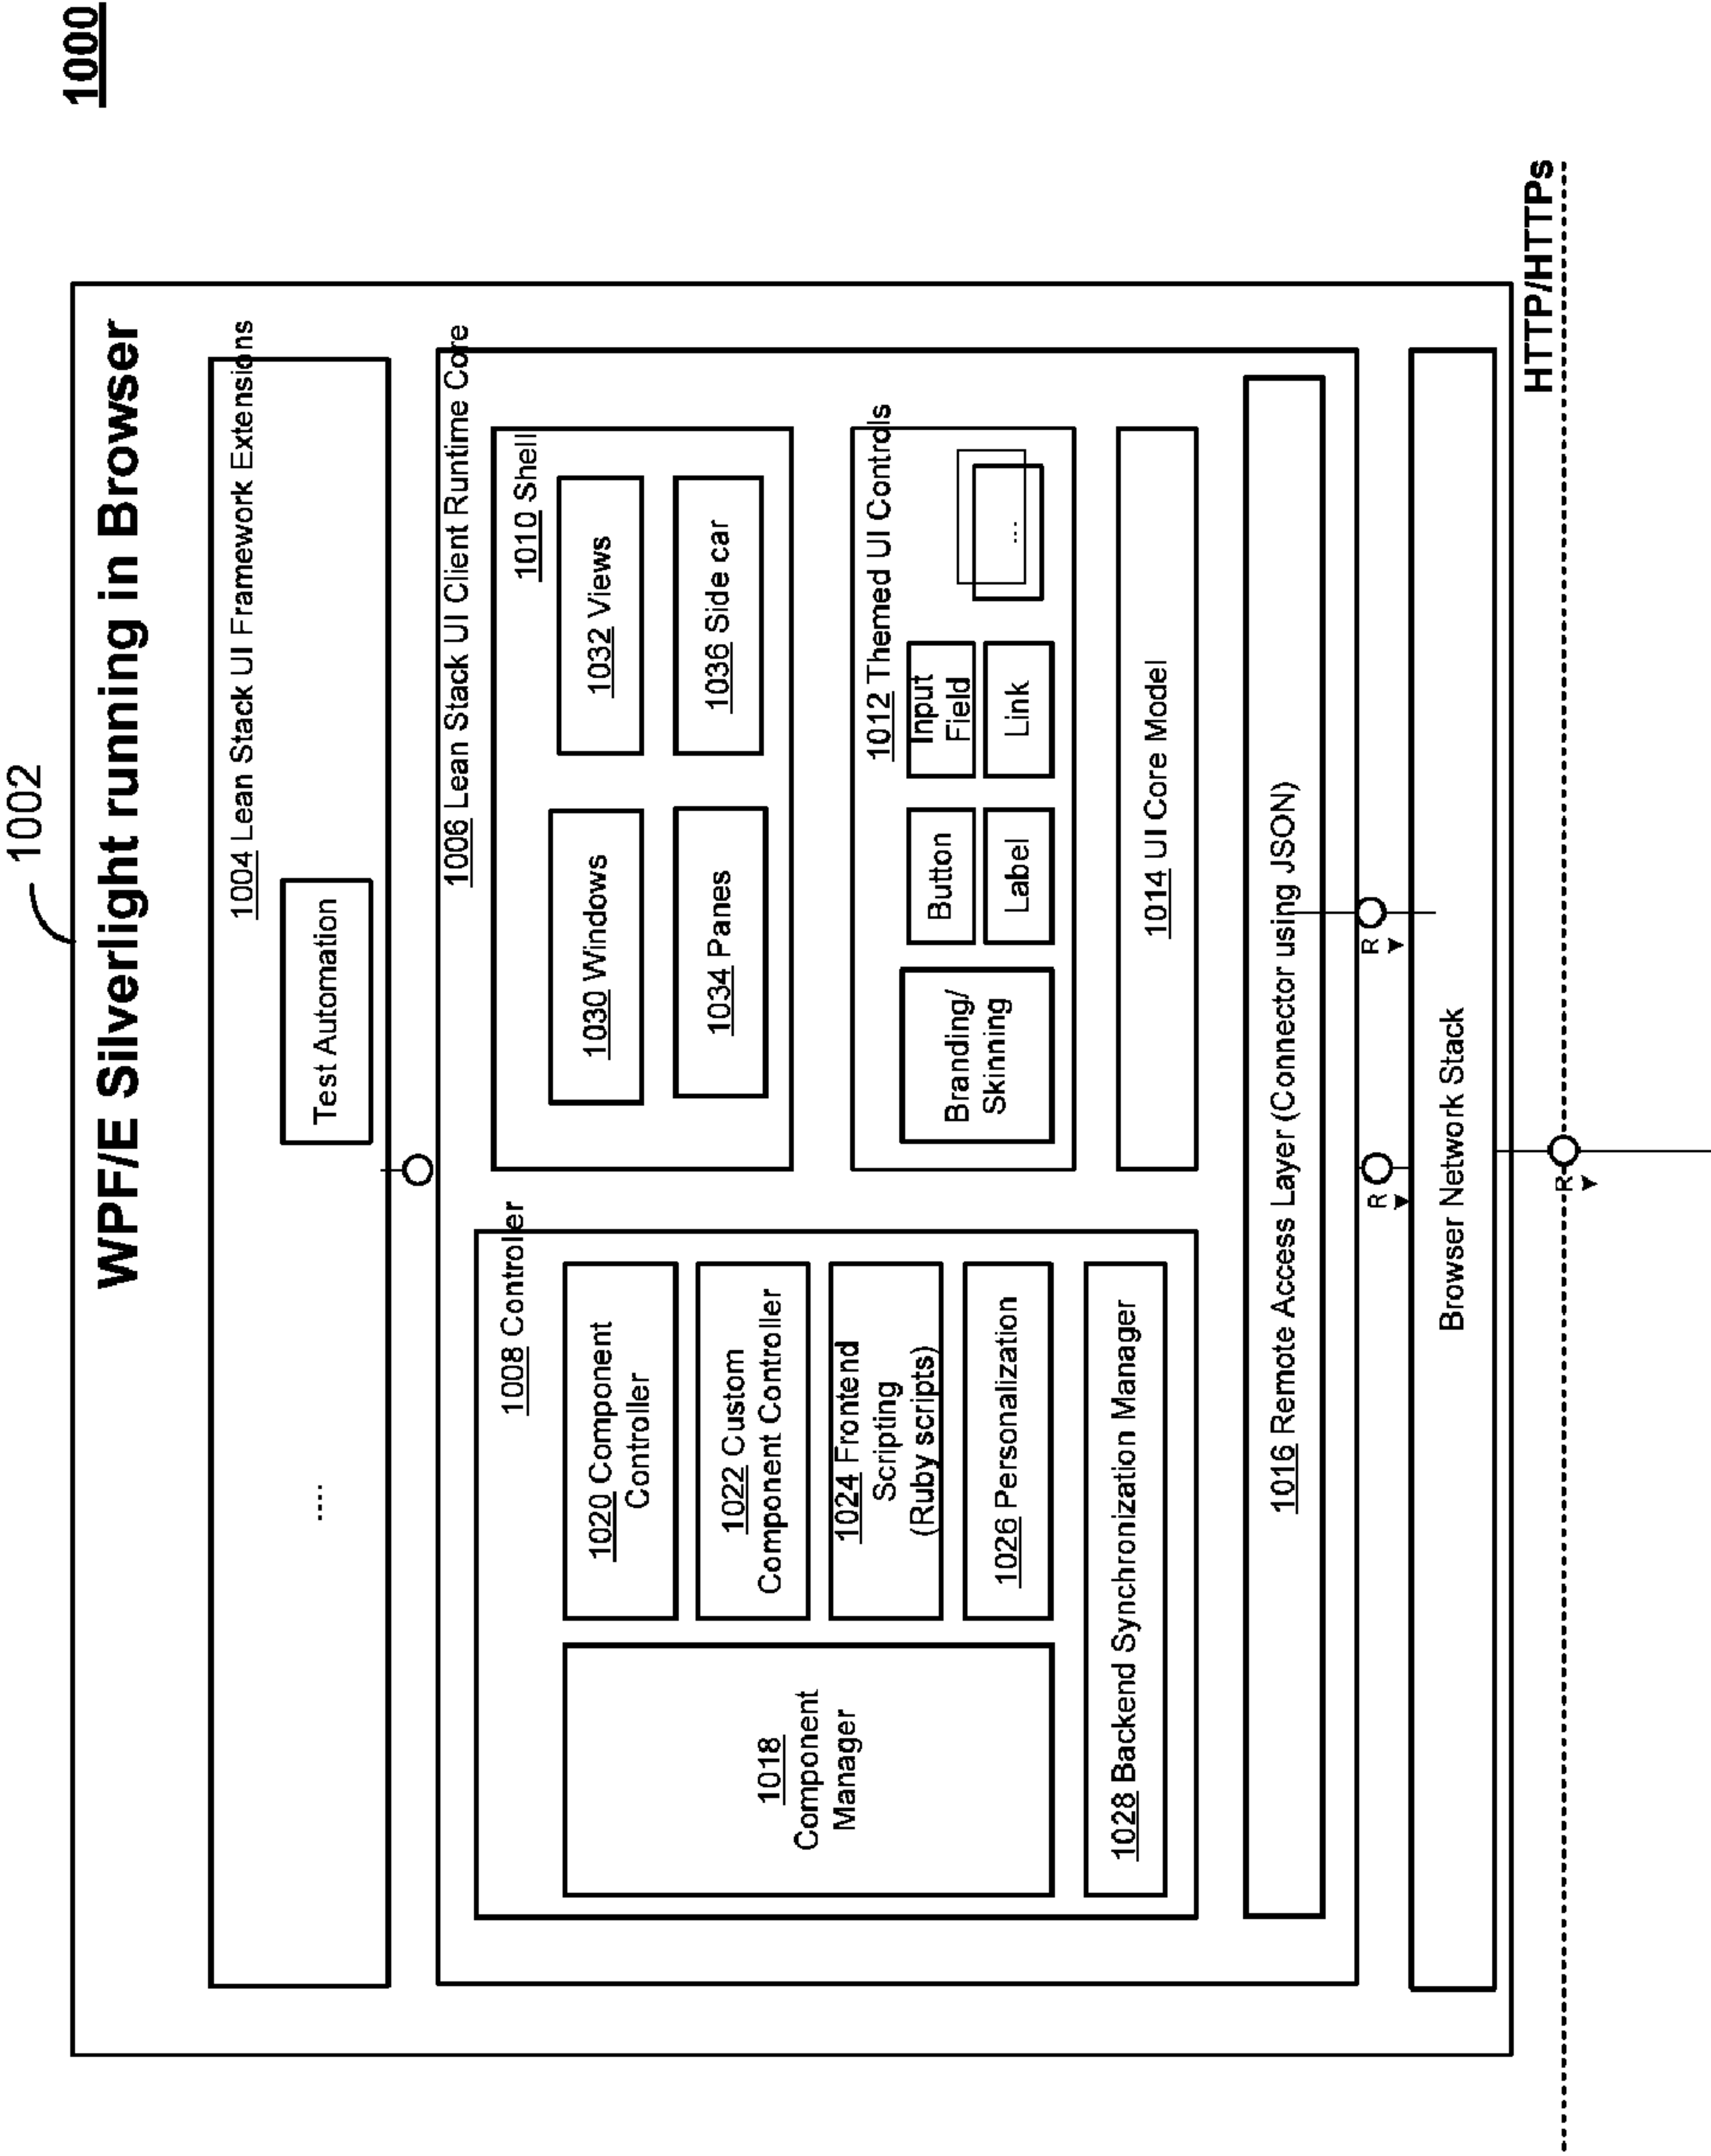 1000
1002
WPF/E Silverlight running in Browser
1004 Lean Stack UI Framework Extensions
....
Test Automation
1006 Lean Stack UI Client Runtime Core
1008 Controller
1018
Component
Manager
1020 Component
Controller
1022 Custom
Component Controller
1024 Frontend
Scripting
(Ruby scripts)
1026 Personalization
1028 Backend Synchronization Manager
1010 Shell
1030 Windows
1032 Views
1034 Panes
1036 Side car
1012 Themed UI Controls
Branding/
Skinning
Button
Input
Field
Label
Link
...
1014 UI Core Model
1016 Remote Access Layer (Connector using JSON)
R
R
Browser Network Stack
HTTP/HTTPs
R